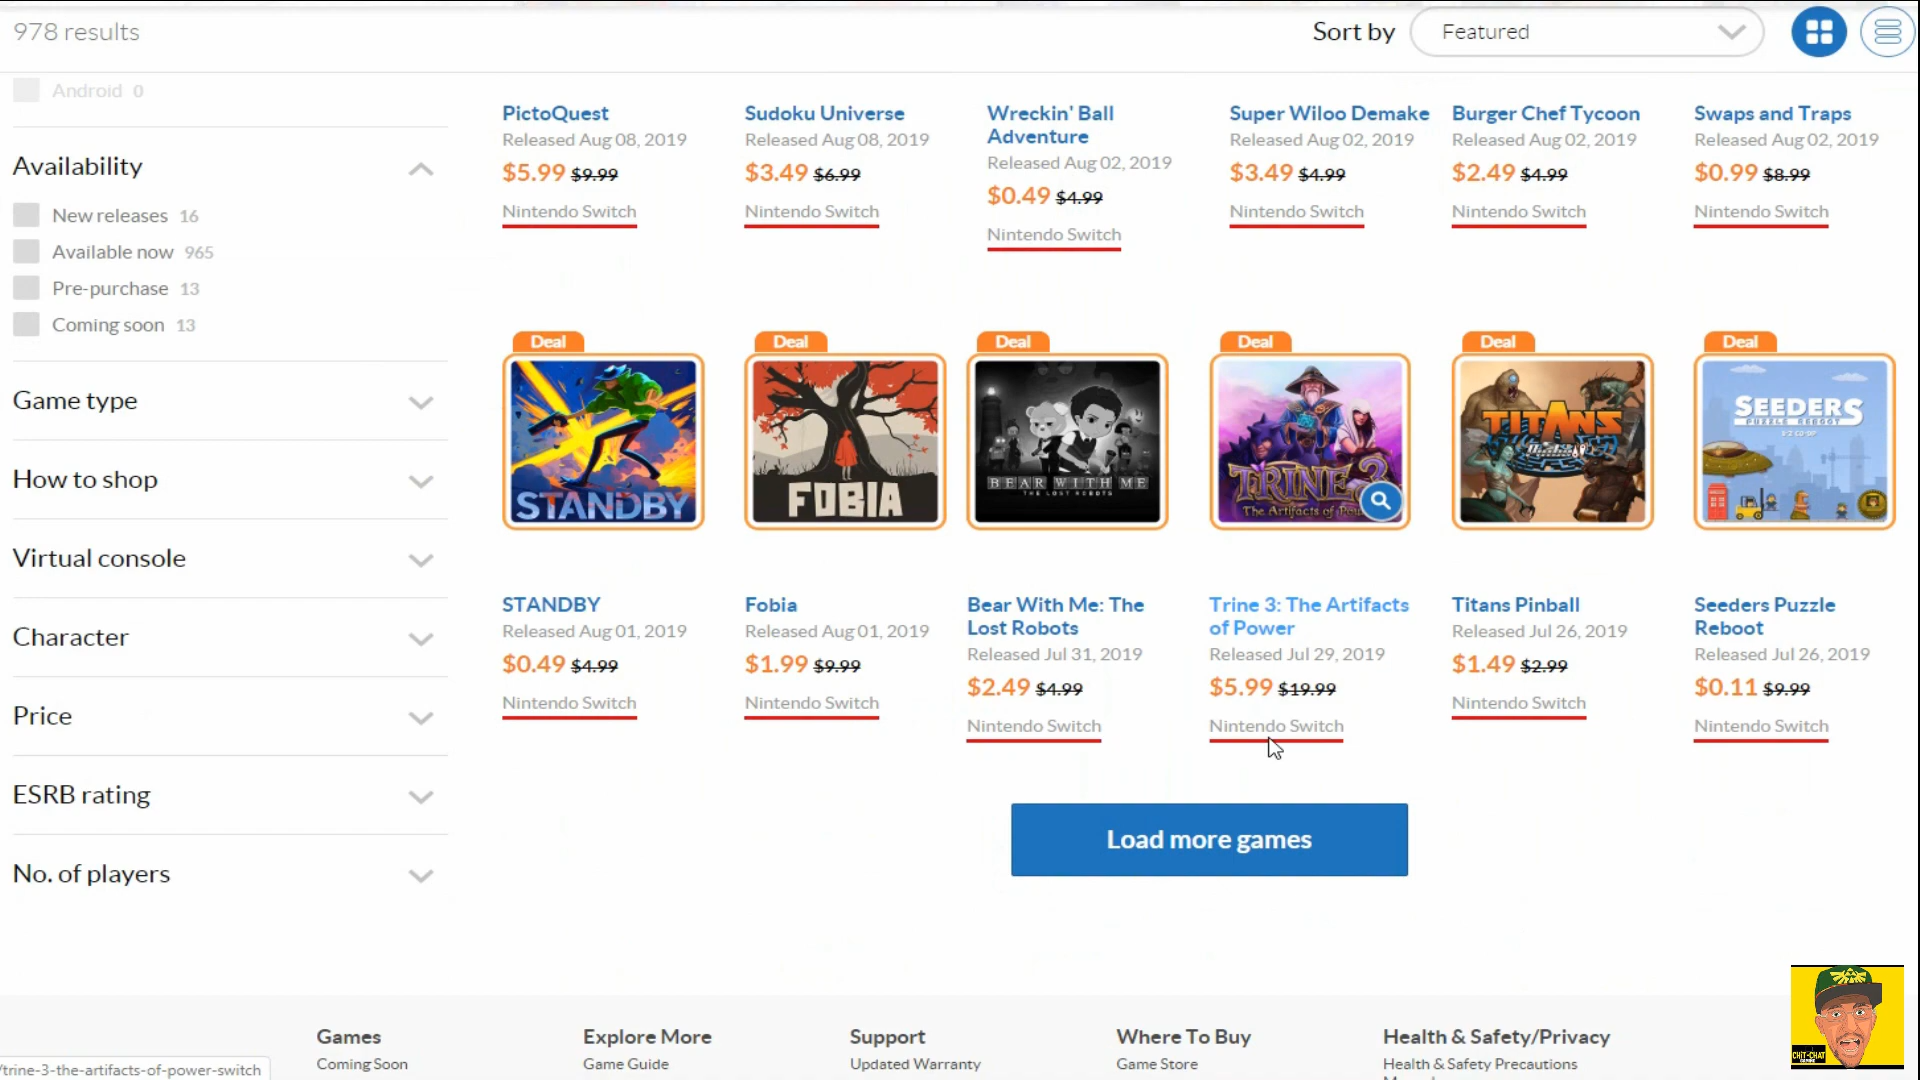 978 results
Sort by
Featured
Android 0
Availability
New releases 16
Available now 965
Pre-purchase 13
Coming soon 13
Game type
How to shop
Virtual console
Character
Price
ESRB rating
No. of players
PictoQuest
Released Aug 08, 2019
$5.99 $9.99
Nintendo Switch
Sudoku Universe
Released Aug 08, 2019
$3.49 $6.99
Nintendo Switch
Wreckin' Ball
Adventure
Released Aug 02, 2019
$0.49 $4.99
Nintendo Switch
Super Wiloo Demake
Released Aug 02, 2019
$3.49 $4.99
Nintendo Switch
Burger Chef Tycoon
Released Aug 02, 2019
$2.49 $4.99
Nintendo Switch
Swaps and Traps
Released Aug 02, 2019
$0.99 $8.99
Nintendo Switch
Deal
STANDBY
STANDBY
Released Aug 01, 2019
$0.49 $4.99
Nintendo Switch
Deal
FOBIA
Fobia
Released Aug 01, 2019
$1.99 $9.99
Nintendo Switch
Deal
BEAR WITH ME
THE LOST ROBOTS
Bear With Me: The
Lost Robots
Released Jul 31, 2019
$2.49 $4.99
Nintendo Switch
Deal
TRINE 3
The Artifacts of
Trine 3: The Artifacts
of Power
Released Jul 29, 2019
$5.99 $19.99
Nintendo Switch
Deal
TITANS
Titans Pinball
Released Jul 26, 2019
$1.49 $2.99
Nintendo Switch
Deal
SEEDERS
PUZZLE REBOOT
Seeders Puzzle
Reboot
Released Jul 26, 2019
$0.11 $9.99
Nintendo Switch
Load more games
Games
Coming Soon
Explore More
Game Guide
Support
Updated Warranty
Where To Buy
Game Store
Health & Safety/Privacy
Health & Safety Precautions
/trine-3-the-artifacts-of-power-switch
CHIT-CHAT
GAMING